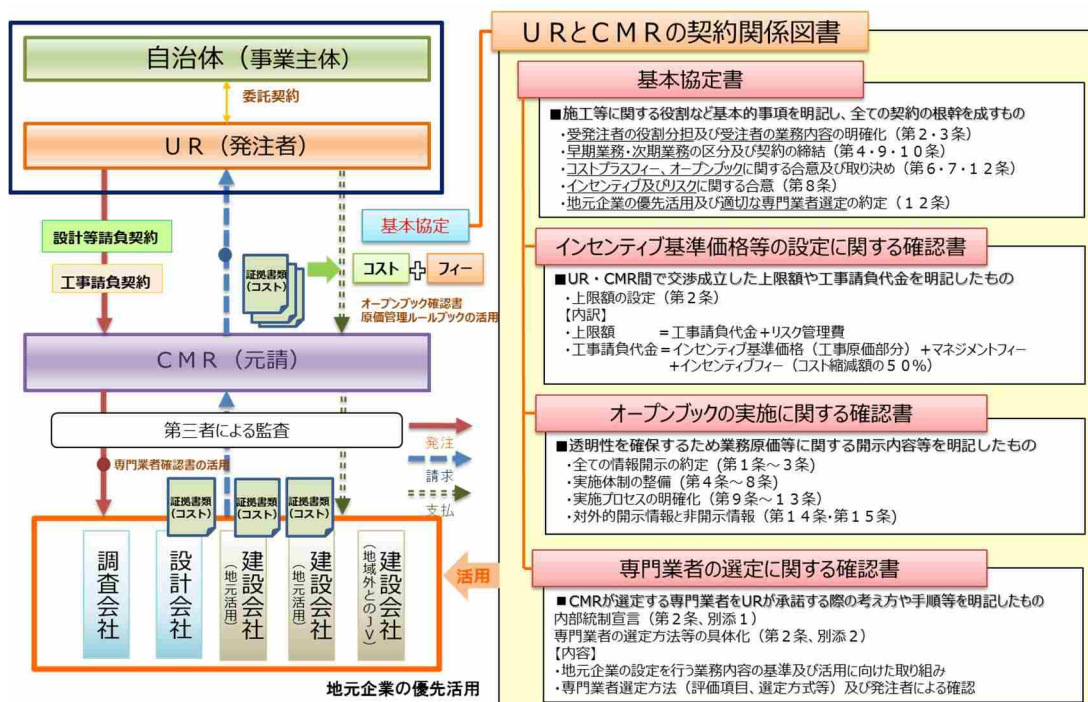 自治体（事業主体）
委託契約
ＵＲ（発注者）
基本協定
設計等請負契約
工事請負契約
証拠書類
（コスト）
コスト
＋
フィー
オープンブック確認書
原価管理ルールブックの活用
ＣＭＲ（元請）
第三者による監査
発注
請求
支払
専門業者確認書の活用
証拠書類
（コスト）
証拠書類
（コスト）
証拠書類
（コスト）
調査会社
設計会社
建設会社
（地元活用）
建設会社
（地元活用）
建設会社
（地域外とのＪＶ）
活用
地元企業の優先活用
ＵＲとＣＭＲの契約関係図書
基本協定書
■施工等に関する役割など基本的事項を明記し、全ての契約の根幹を成すもの
・受発注者の役割分担及び受注者の業務内容の明確化（第２・３条）
・早期業務・次期業務の区分及び契約の締結（第４・９・１０条）
・コストプラスフィー、オープンブックに関する合意及び取り決め（第６・７・１２条）
・インセンティブ及びリスクに関する合意（第８条）
・地元企業の優先活用及び適切な専門業者選定の約定（１２条）
インセンティブ基準価格等の設定に関する確認書
■UR・CMR間で交渉成立した上限額や工事請負代金を明記したもの
・上限額の設定（第２条）
【内訳】
・上限額　　　＝工事請負代金＋リスク管理費
・工事請負代金＝インセンティブ基準価格（工事原価部分）＋マネジメントフィー
＋インセンティブフィー（コスト縮減額の５０％）
オープンブックの実施に関する確認書
■透明性を確保するため業務原価等に関する開示内容等を明記したもの
・全ての情報開示の約定（第１条～３条）
・実施体制の整備（第４条～８条）
・実施プロセスの明確化（第９条～１３条）
・対外的開示情報と非開示情報（第１４条・第１５条）
専門業者の選定に関する確認書
■CMRが選定する専門業者をURが承諾する際の考え方や手順等を明記したもの
内部統制宣言（第２条、別添１）
専門業者の選定方法等の具体化（第２条、別添２）
【内容】
・地元企業の設定を行う業務内容の基準及び活用に向けた取り組み
・専門業者選定方法（評価項目、選定方式等）及び発注者による確認